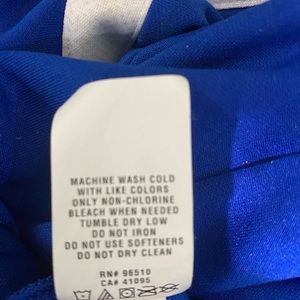 MACHINE WASH COLD
WITH LIKE COLORS
ONLY NON-CHLORINE
BLEACH WHEN NEEDED
TUMBLE DRY LOW
DO NOT IRON
DO NOT USE SOFTENERS
DO NOT DRY CLEAN
RN# 96510
CA# 41095